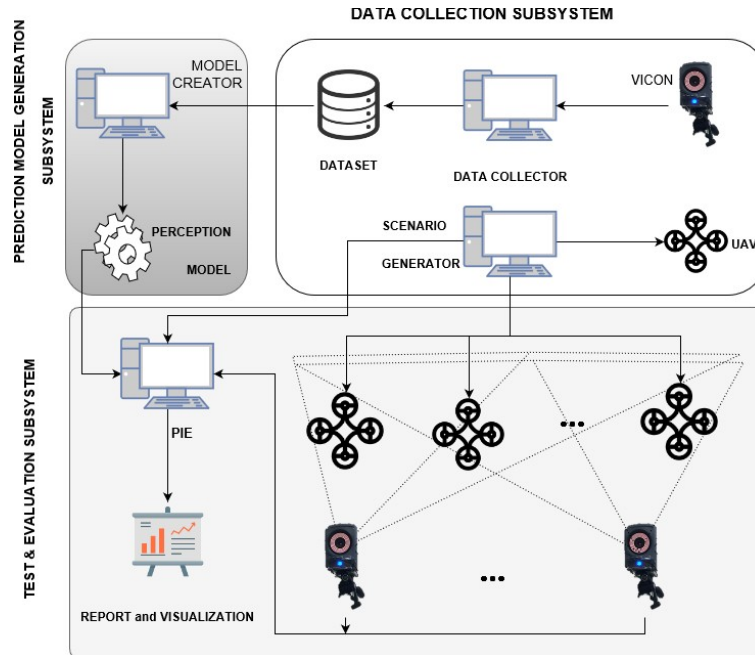 DATA COLLECTION SUBSYSTEM
PREDICTION MODEL GENERATION
SUBSYSTEM
MODEL
CREATOR
VICON
DATASET
DATA COLLECTOR
PERCEPTION
MODEL
SCENARIO
GENERATOR
UAV
TEST & EVALUATION SUBSYSTEM
PIE
...
REPORT and VISUALIZATION
...